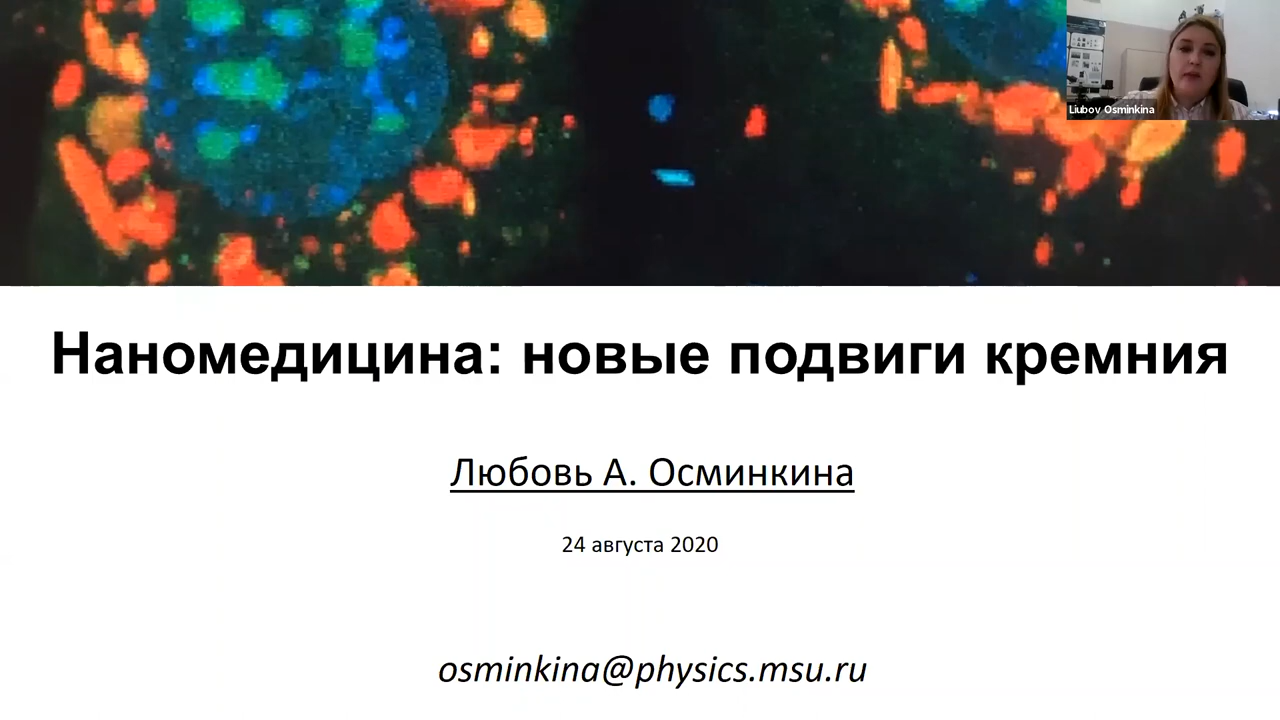 Liubov Osminkina
Наномедицина: новые подвиги кремния
Любовь А. Осминкина
24 августа 2020
osminkina@physics.msu.ru